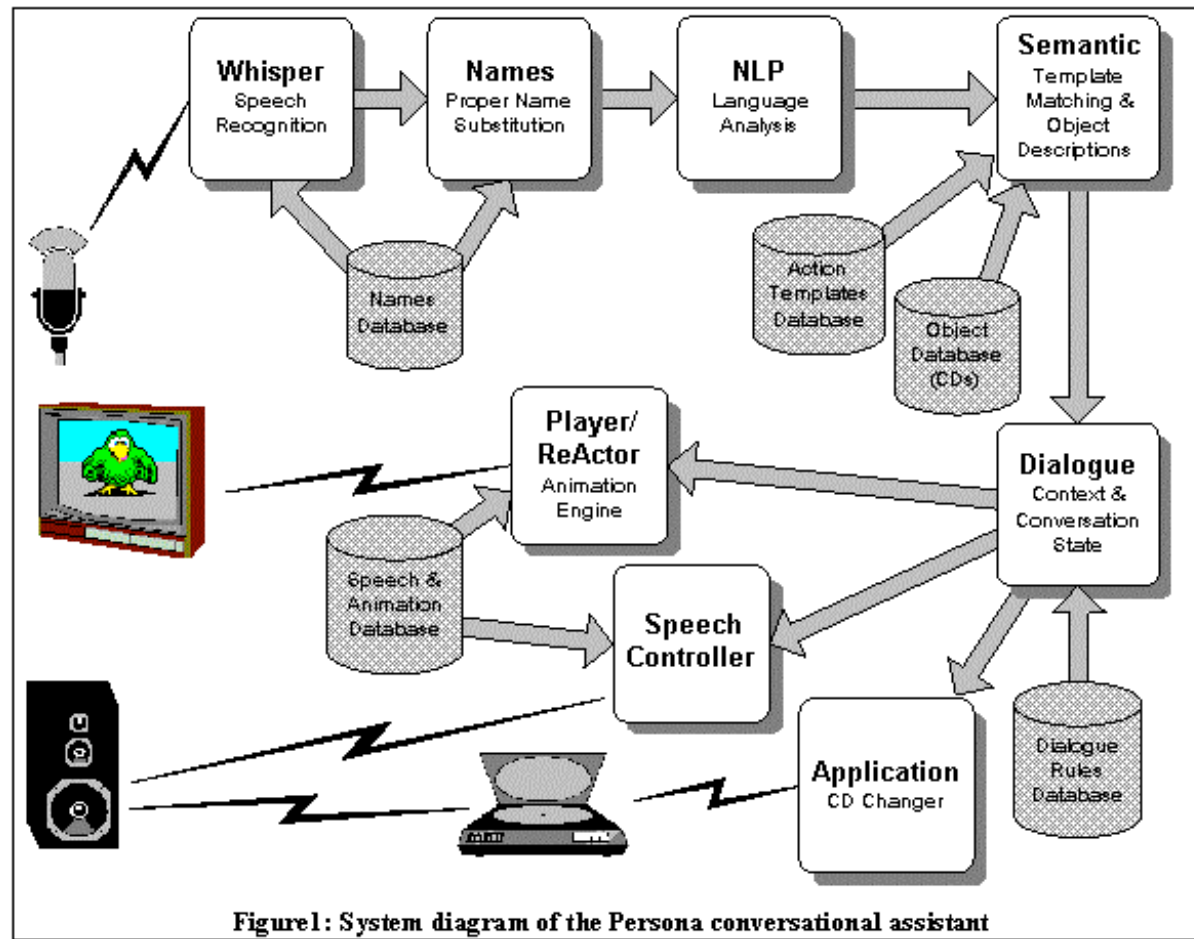 Whisper
Speech
Recognition
Names
Proper Name
Substitution
NLP
Language
Analysis
Semantic
Template
Matching &
Object
Descriptions
Names
Database
Action
Templates
Database
Object
Database
(CDs)
Player/
ReActor
Animation
Engine
Dialogue
Context &
Conversation
State
Speech &
Animation
Database
Speech
Controller
Application
CD Changer
Dialogue
Rules
Database
Figure1: System diagram of the Persona conversational assistant